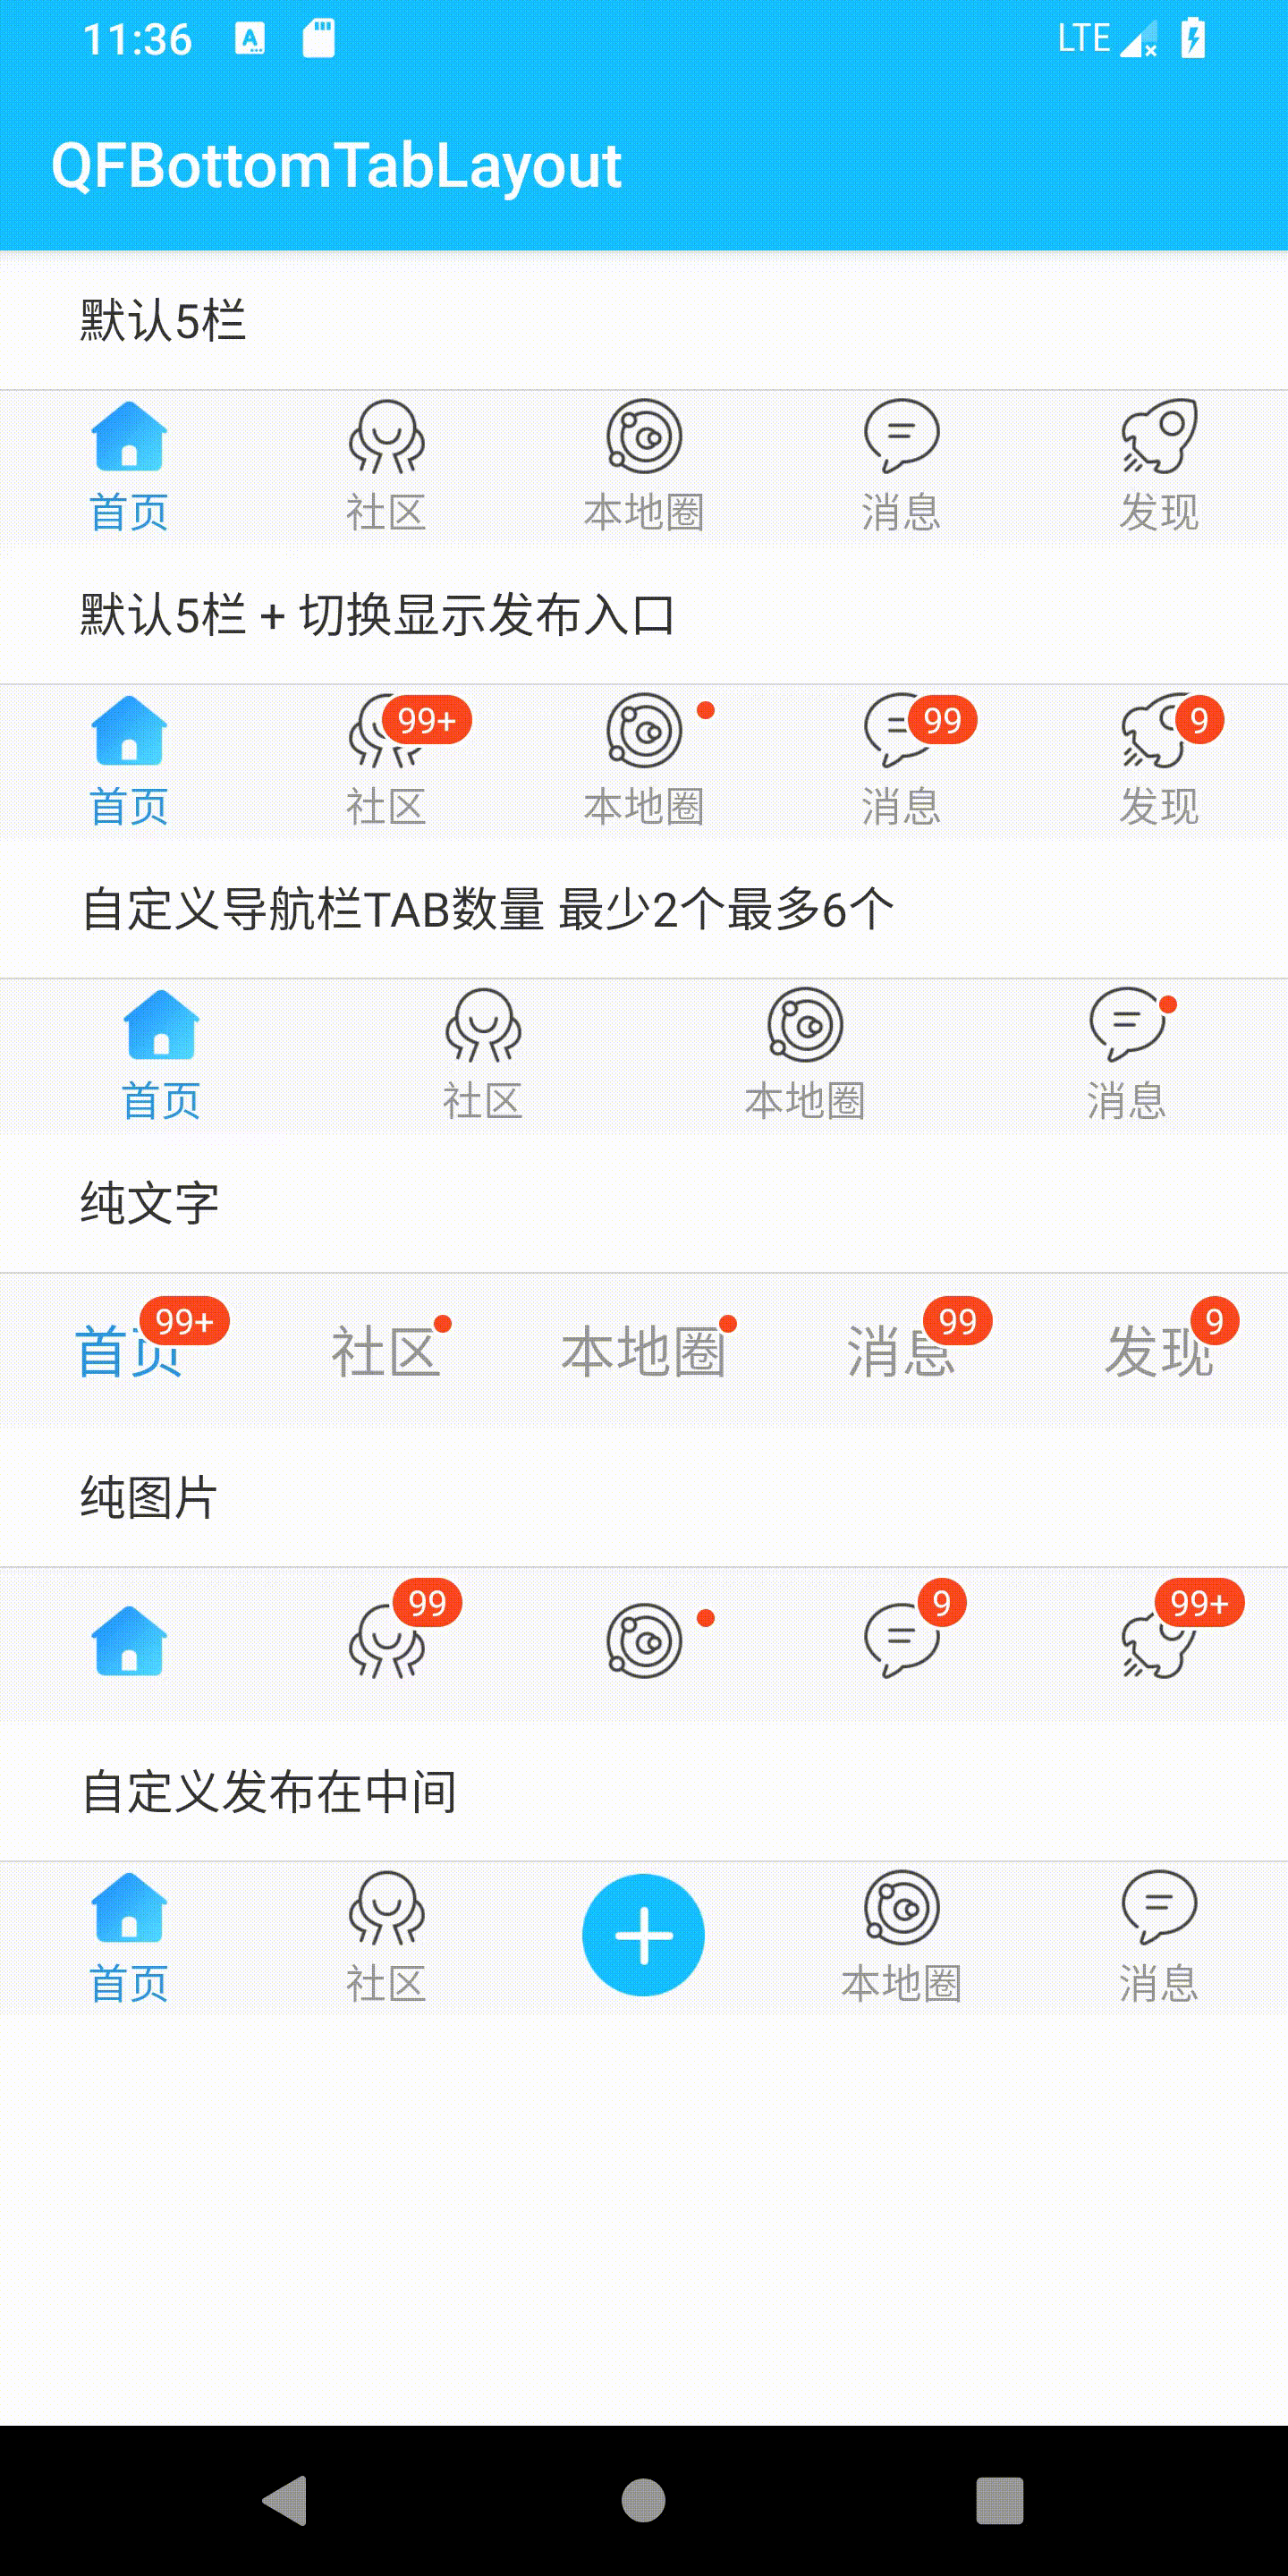 11:36 LTE
QFBottomTabLayout
默认5栏
首页 社区 本地圈 消息 发现
默认5栏 + 切换显示发布入口
99+ 99 9
首页 社区 本地圈 消息 发现
自定义导航栏TAB数量 最少2个最多6个
首页 社区 本地圈 消息
纯文字
99+ 99 9
首页 社区 本地圈 消息 发现
纯图片
99 9 99+
自定义发布在中间
首页 社区 本地圈 消息